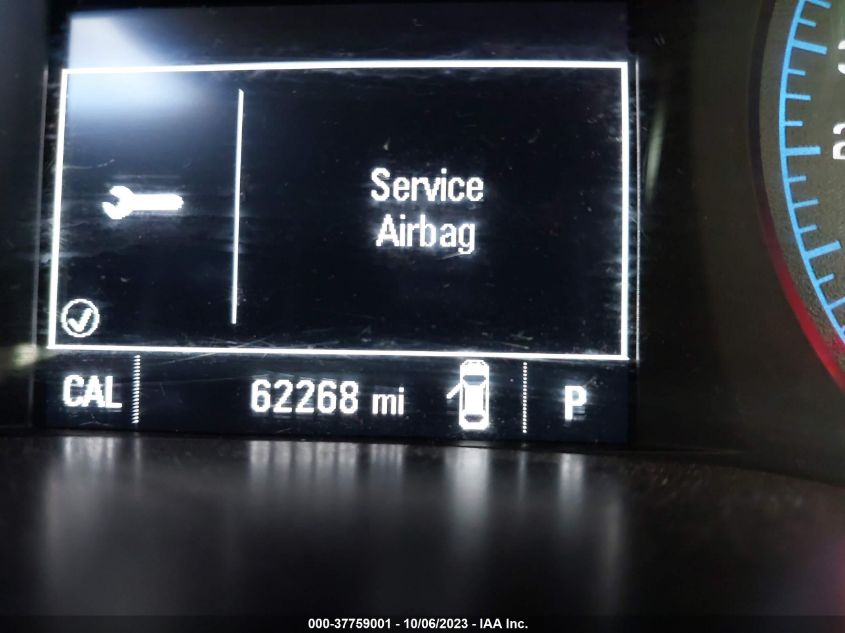 Service
Airbag
CAL 62268 mi P
000-37759001 - 10/06/2023 - IAA Inc.